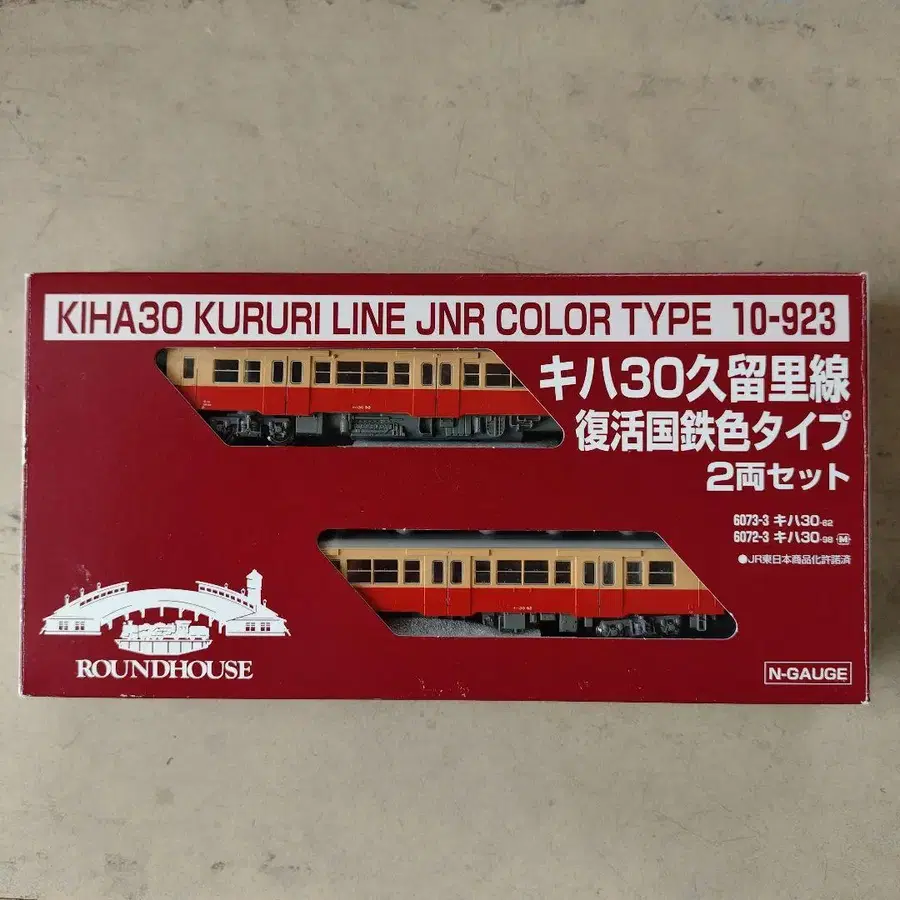 KIHA30 KURURI LINE JNR COLOR TYPE 10-923
キハ30久留里線
復活国鉄色タイプ
2両セット
6073-3 キハ30-62
6072-3 キハ30-98 M
●JR東日本商品化許諾済
ROUNDHOUSE
N-GAUGE